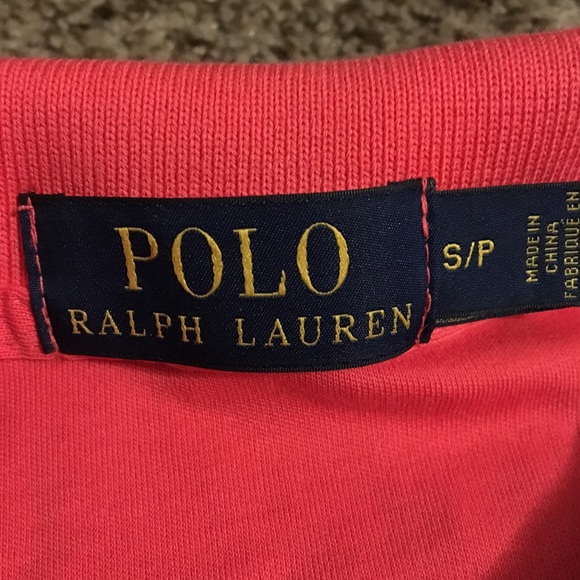 POLO
RALPH LAUREN
S/P
MADE IN
CHINA
FABRIQUÉ EN